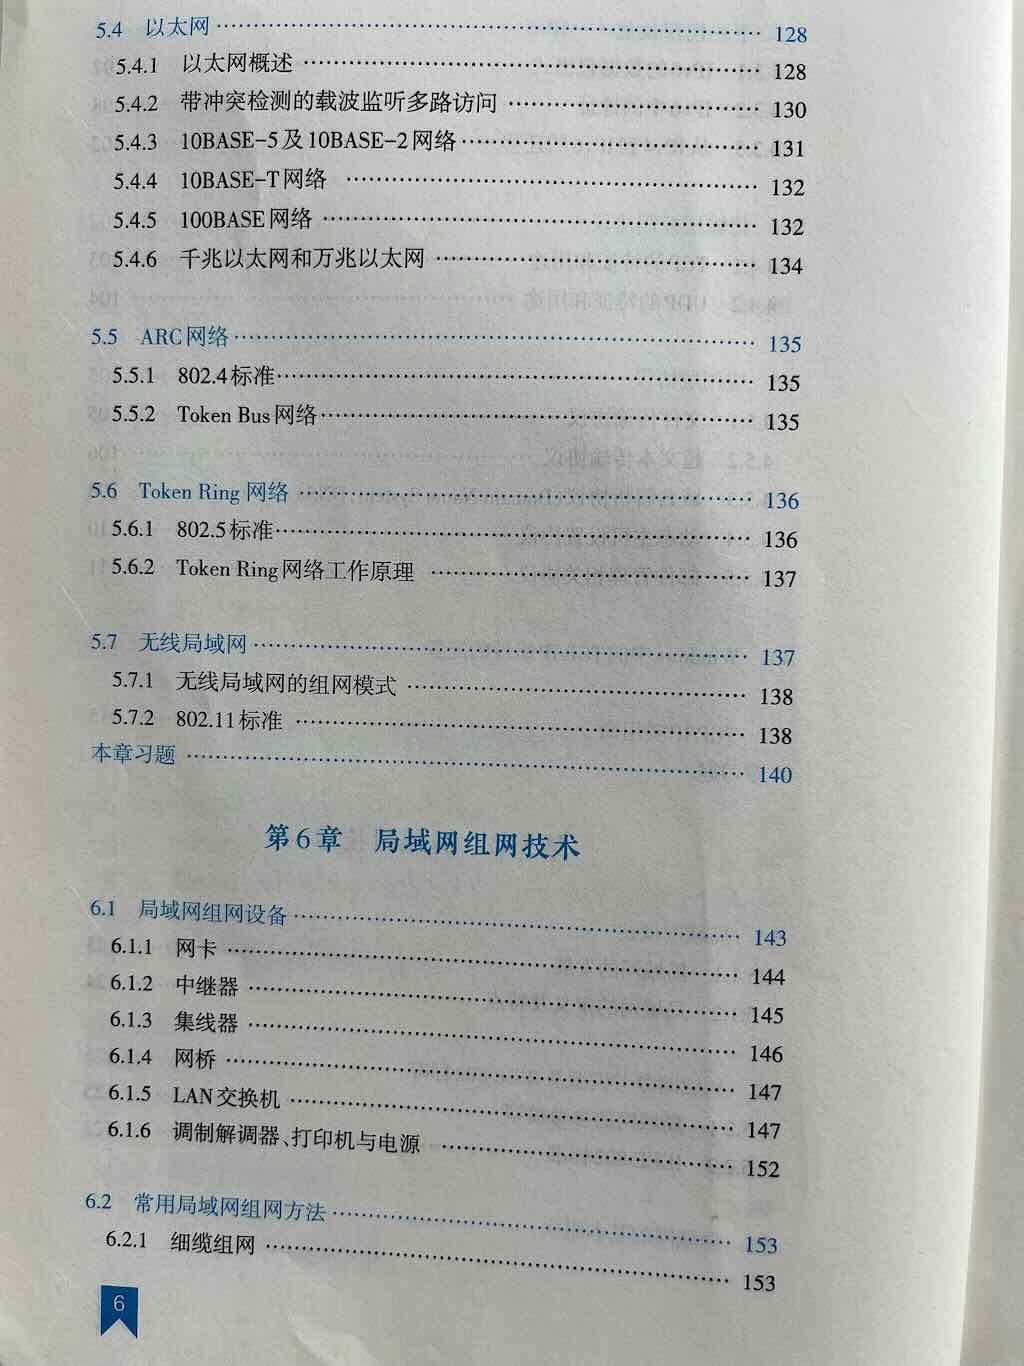 5.4 以太网 ………………………… 128
5.4.1 以太网概述 ………………………… 128
5.4.2 带冲突检测的载波监听多路访问 ………………………… 130
5.4.3 10BASE-5及10BASE-2网络 ………………………… 131
5.4.4 10BASE-T网络 ………………………… 132
5.4.5 100BASE网络 ………………………… 132
5.4.6 千兆以太网和万兆以太网 ………………………… 134
5.5 ARC网络 ………………………… 135
5.5.1 802.4标准 ………………………… 135
5.5.2 Token Bus网络 ………………………… 135
5.6 Token Ring 网络 ………………………… 136
5.6.1 802.5标准 ………………………… 136
5.6.2 Token Ring网络工作原理 ………………………… 137
5.7 无线局域网 ………………………… 137
5.7.1 无线局域网的组网模式 ………………………… 138
5.7.2 802.11标准 ………………………… 138
本章习题 ………………………… 140
第6章 局域网组网技术
6.1 局域网组网设备 ………………………… 143
6.1.1 网卡 ………………………… 144
6.1.2 中继器 ………………………… 145
6.1.3 集线器 ………………………… 146
6.1.4 网桥 ………………………… 147
6.1.5 LAN交换机 ………………………… 147
6.1.6 调制解调器、打印机与电源 ………………………… 152
6.2 常用局域网组网方法 ………………………… 153
6.2.1 细缆组网 ………………………… 153
6